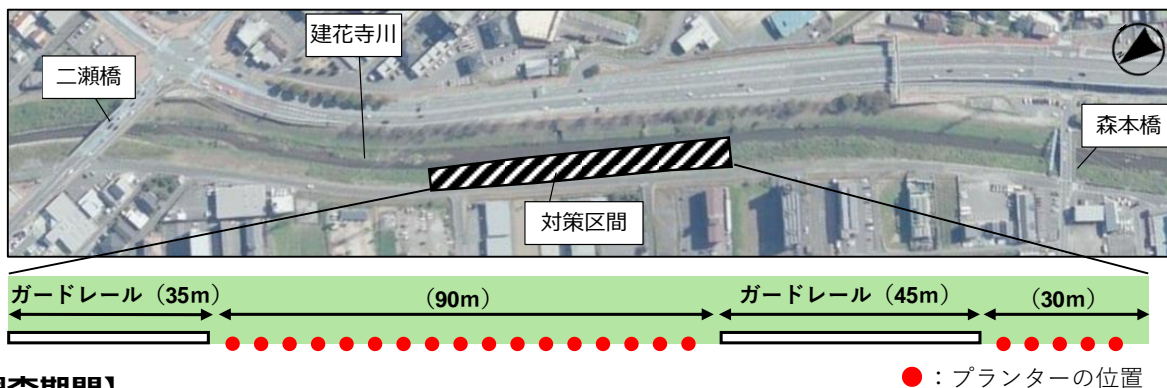 建花寺川
二瀬橋
森本橋
対策区間
ガードレール（35m）
（90m）
ガードレール（45m）
（30m）
：プランターの位置